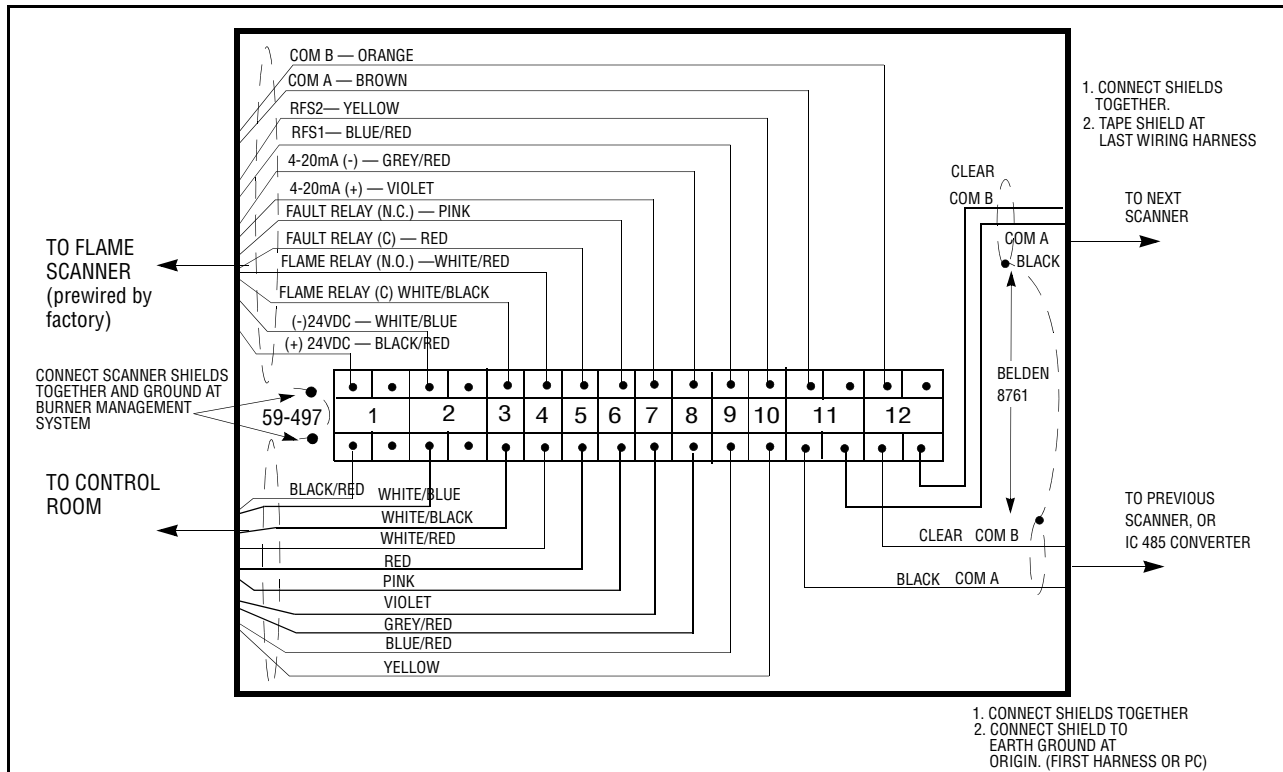 COM B — ORANGE
COM A — BROWN
RFS2— YELLOW
RFS1— BLUE/RED
4-20mA (-) — GREY/RED
4-20mA (+) — VIOLET
FAULT RELAY (N.C.) — PINK
FAULT RELAY (C) — RED
FLAME RELAY (N.O.) —WHITE/RED
FLAME RELAY (C) WHITE/BLACK
(-)24VDC — WHITE/BLUE
(+) 24VDC — BLACK/RED
TO FLAME
SCANNER
(prewired by
factory)
CONNECT SCANNER SHIELDS
TOGETHER AND GROUND AT
BURNER MANAGEMENT
SYSTEM
59-497
1 2 3 4 5 6 7 8 9 10 11 12
TO CONTROL
ROOM
BLACK/RED
WHITE/BLUE
WHITE/BLACK
WHITE/RED
RED
PINK
VIOLET
GREY/RED
BLUE/RED
YELLOW
1. CONNECT SHIELDS
TOGETHER.
2. TAPE SHIELD AT
LAST WIRING HARNESS
CLEAR
COM B
COM A
BLACK
TO NEXT
SCANNER
BELDEN
8761
CLEAR COM B
BLACK COM A
TO PREVIOUS
SCANNER, OR
IC 485 CONVERTER
1. CONNECT SHIELDS TOGETHER
2. CONNECT SHIELD TO
EARTH GROUND AT
ORIGIN. (FIRST HARNESS OR PC)